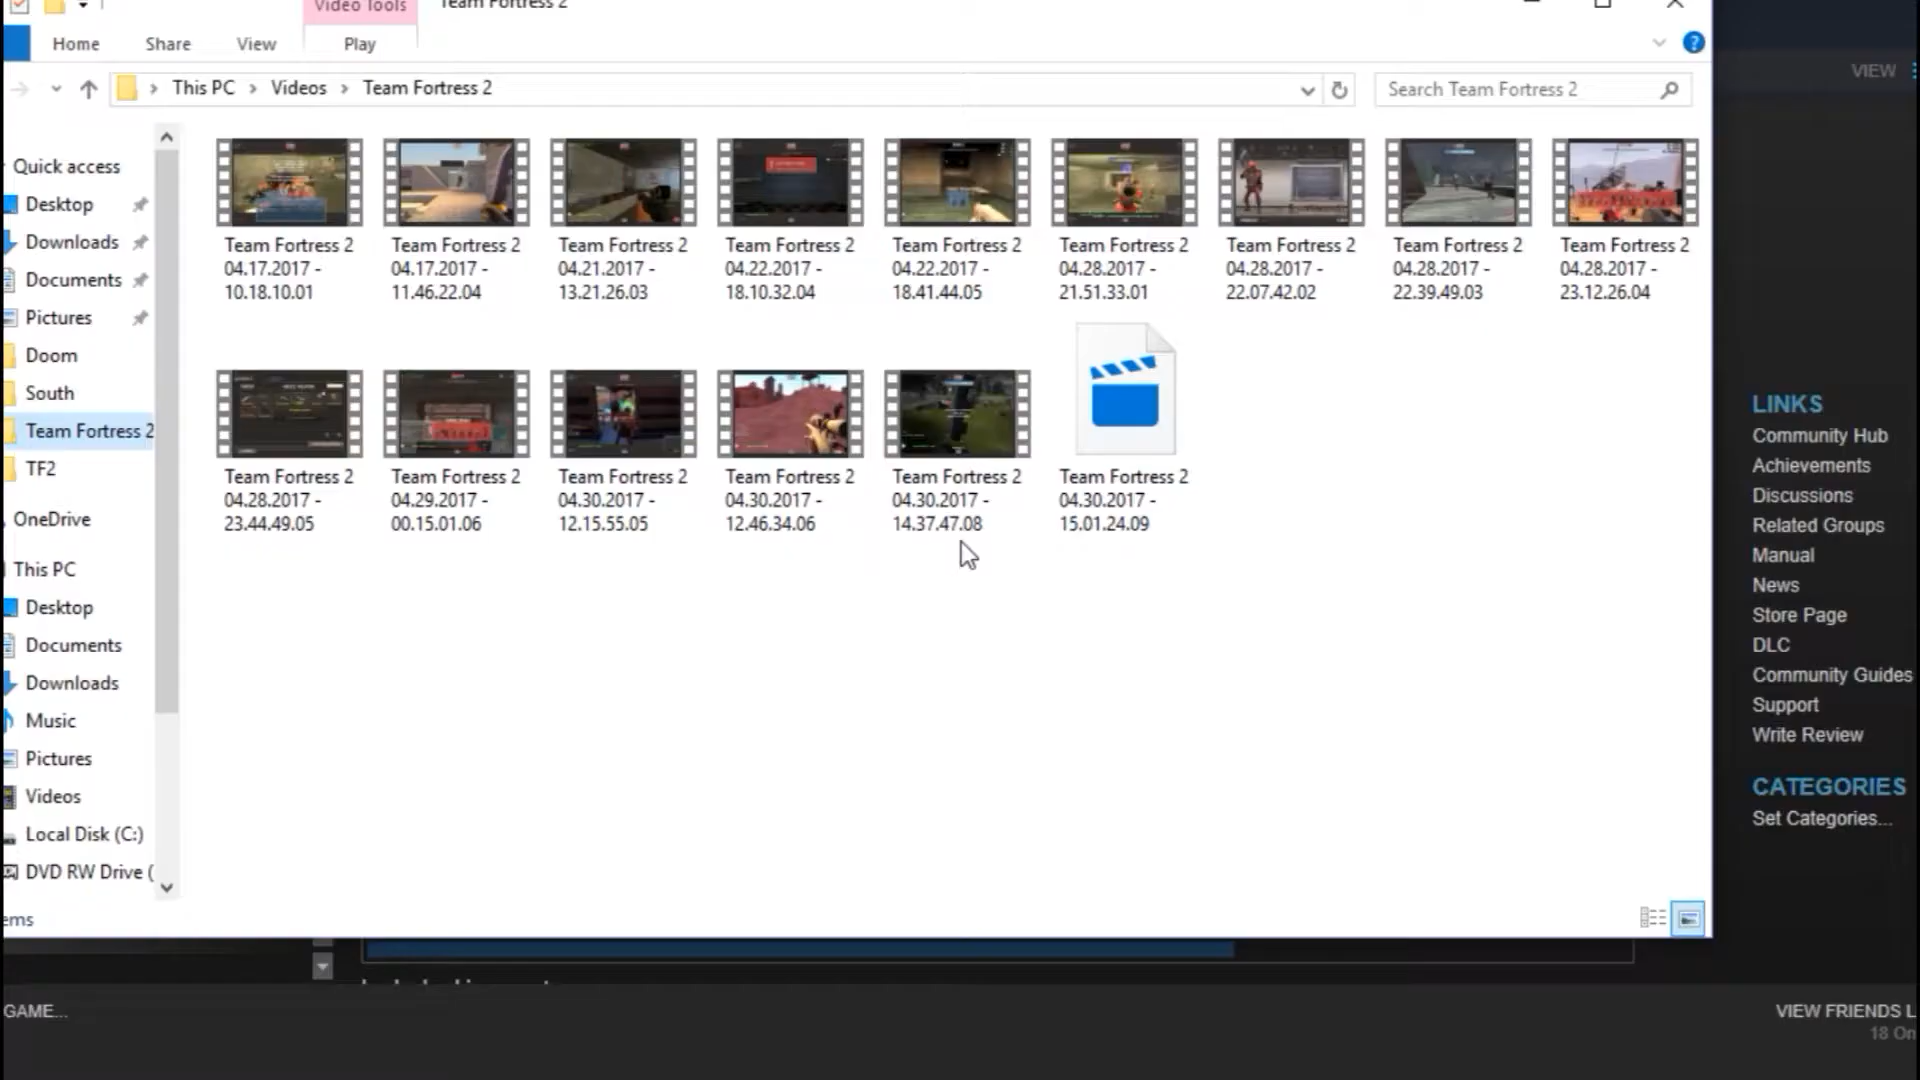 Video Tools
Team Fortress 2
Home
Share
View
Play
This PC
Videos
Team Fortress 2
Search Team Fortress 2
VIEW
Quick access
Desktop
Downloads
Documents
Pictures
Doom
South
Team Fortress 2
TF2
OneDrive
This PC
Desktop
Documents
Downloads
Music
Pictures
Videos
Local Disk (C:)
DVD RW Drive (
ems
Team Fortress 2
04.17.2017 -
10.18.10.01
Team Fortress 2
04.17.2017 -
11.46.22.04
Team Fortress 2
04.21.2017 -
13.21.26.03
Team Fortress 2
04.22.2017 -
18.10.32.04
Team Fortress 2
04.22.2017 -
18.41.44.05
Team Fortress 2
04.28.2017 -
21.51.33.01
Team Fortress 2
04.28.2017 -
22.07.42.02
Team Fortress 2
04.28.2017 -
22.39.49.03
Team Fortress 2
04.28.2017 -
23.12.26.04
Team Fortress 2
04.28.2017 -
23.44.49.05
Team Fortress 2
04.29.2017 -
00.15.01.06
Team Fortress 2
04.30.2017 -
12.15.55.05
Team Fortress 2
04.30.2017 -
12.46.34.06
Team Fortress 2
04.30.2017 -
14.37.47.08
Team Fortress 2
04.30.2017 -
15.01.24.09
LINKS
Community Hub
Achievements
Discussions
Related Groups
Manual
News
Store Page
DLC
Community Guides
Support
Write Review
CATEGORIES
Set Categories...
GAME...
VIEW FRIENDS L
18 On